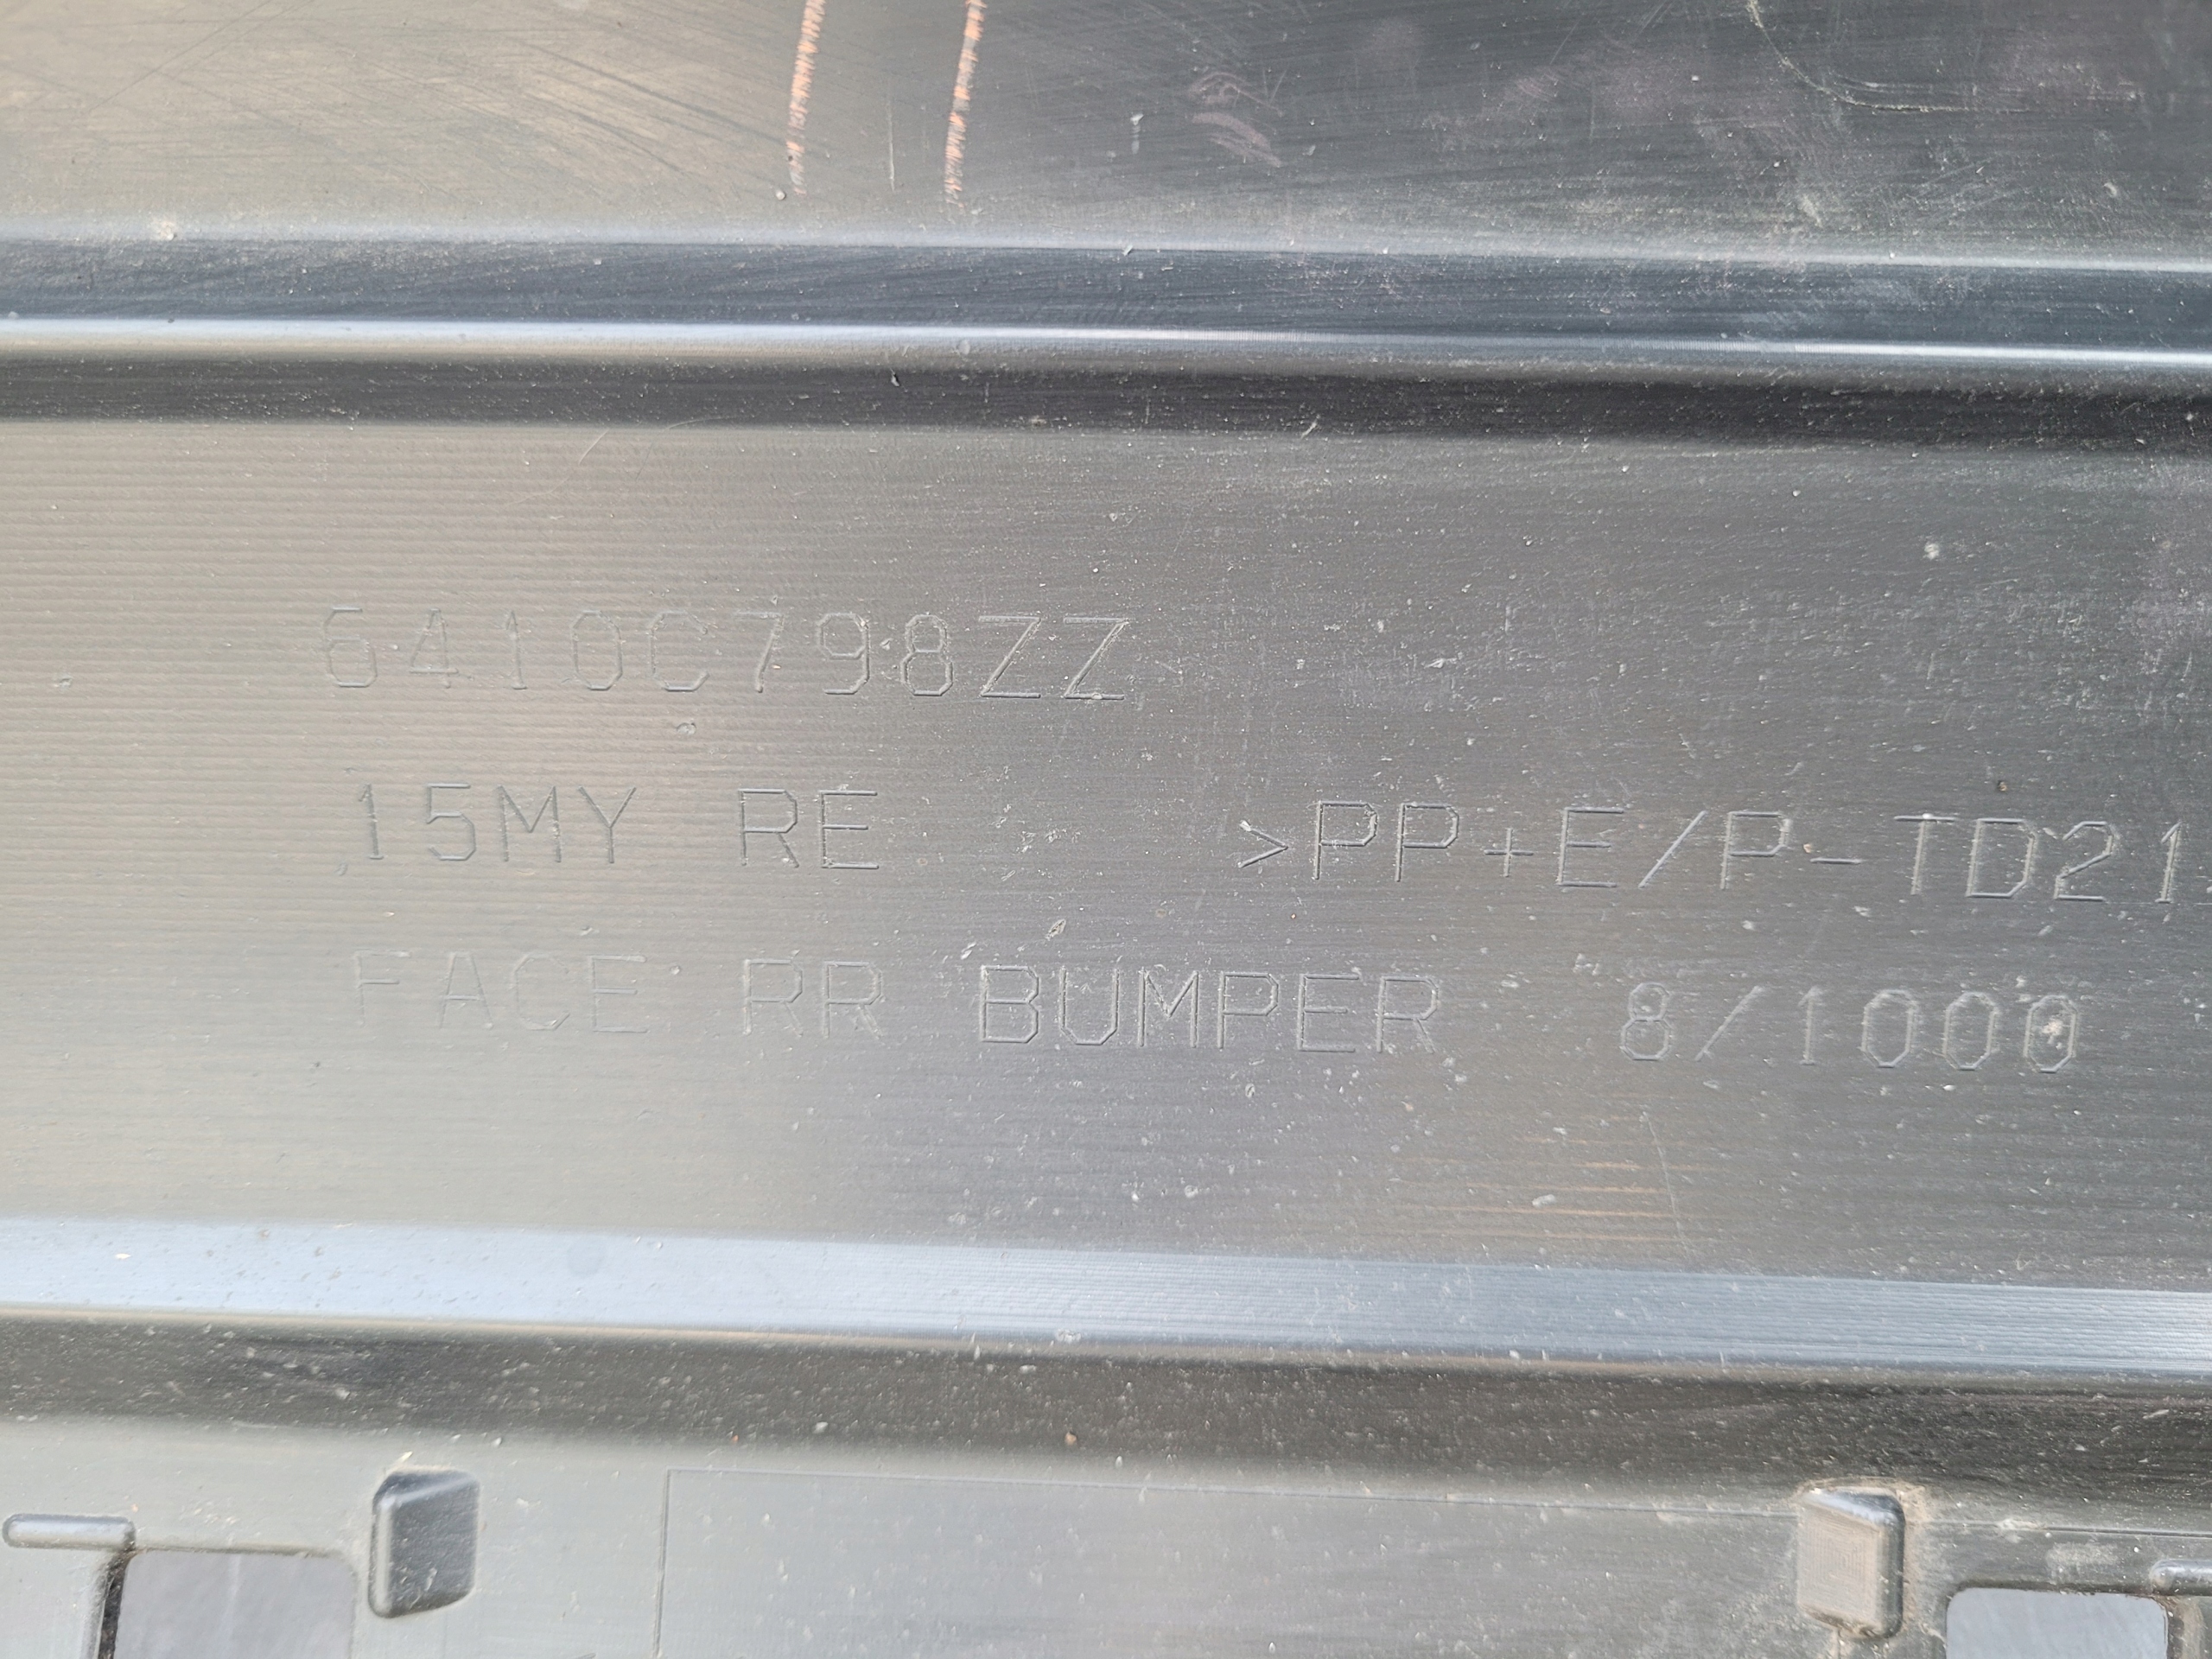 6410C798ZZ
15MY RE >PP+E/P-TD21
FACE RR BUMPER 8/1000